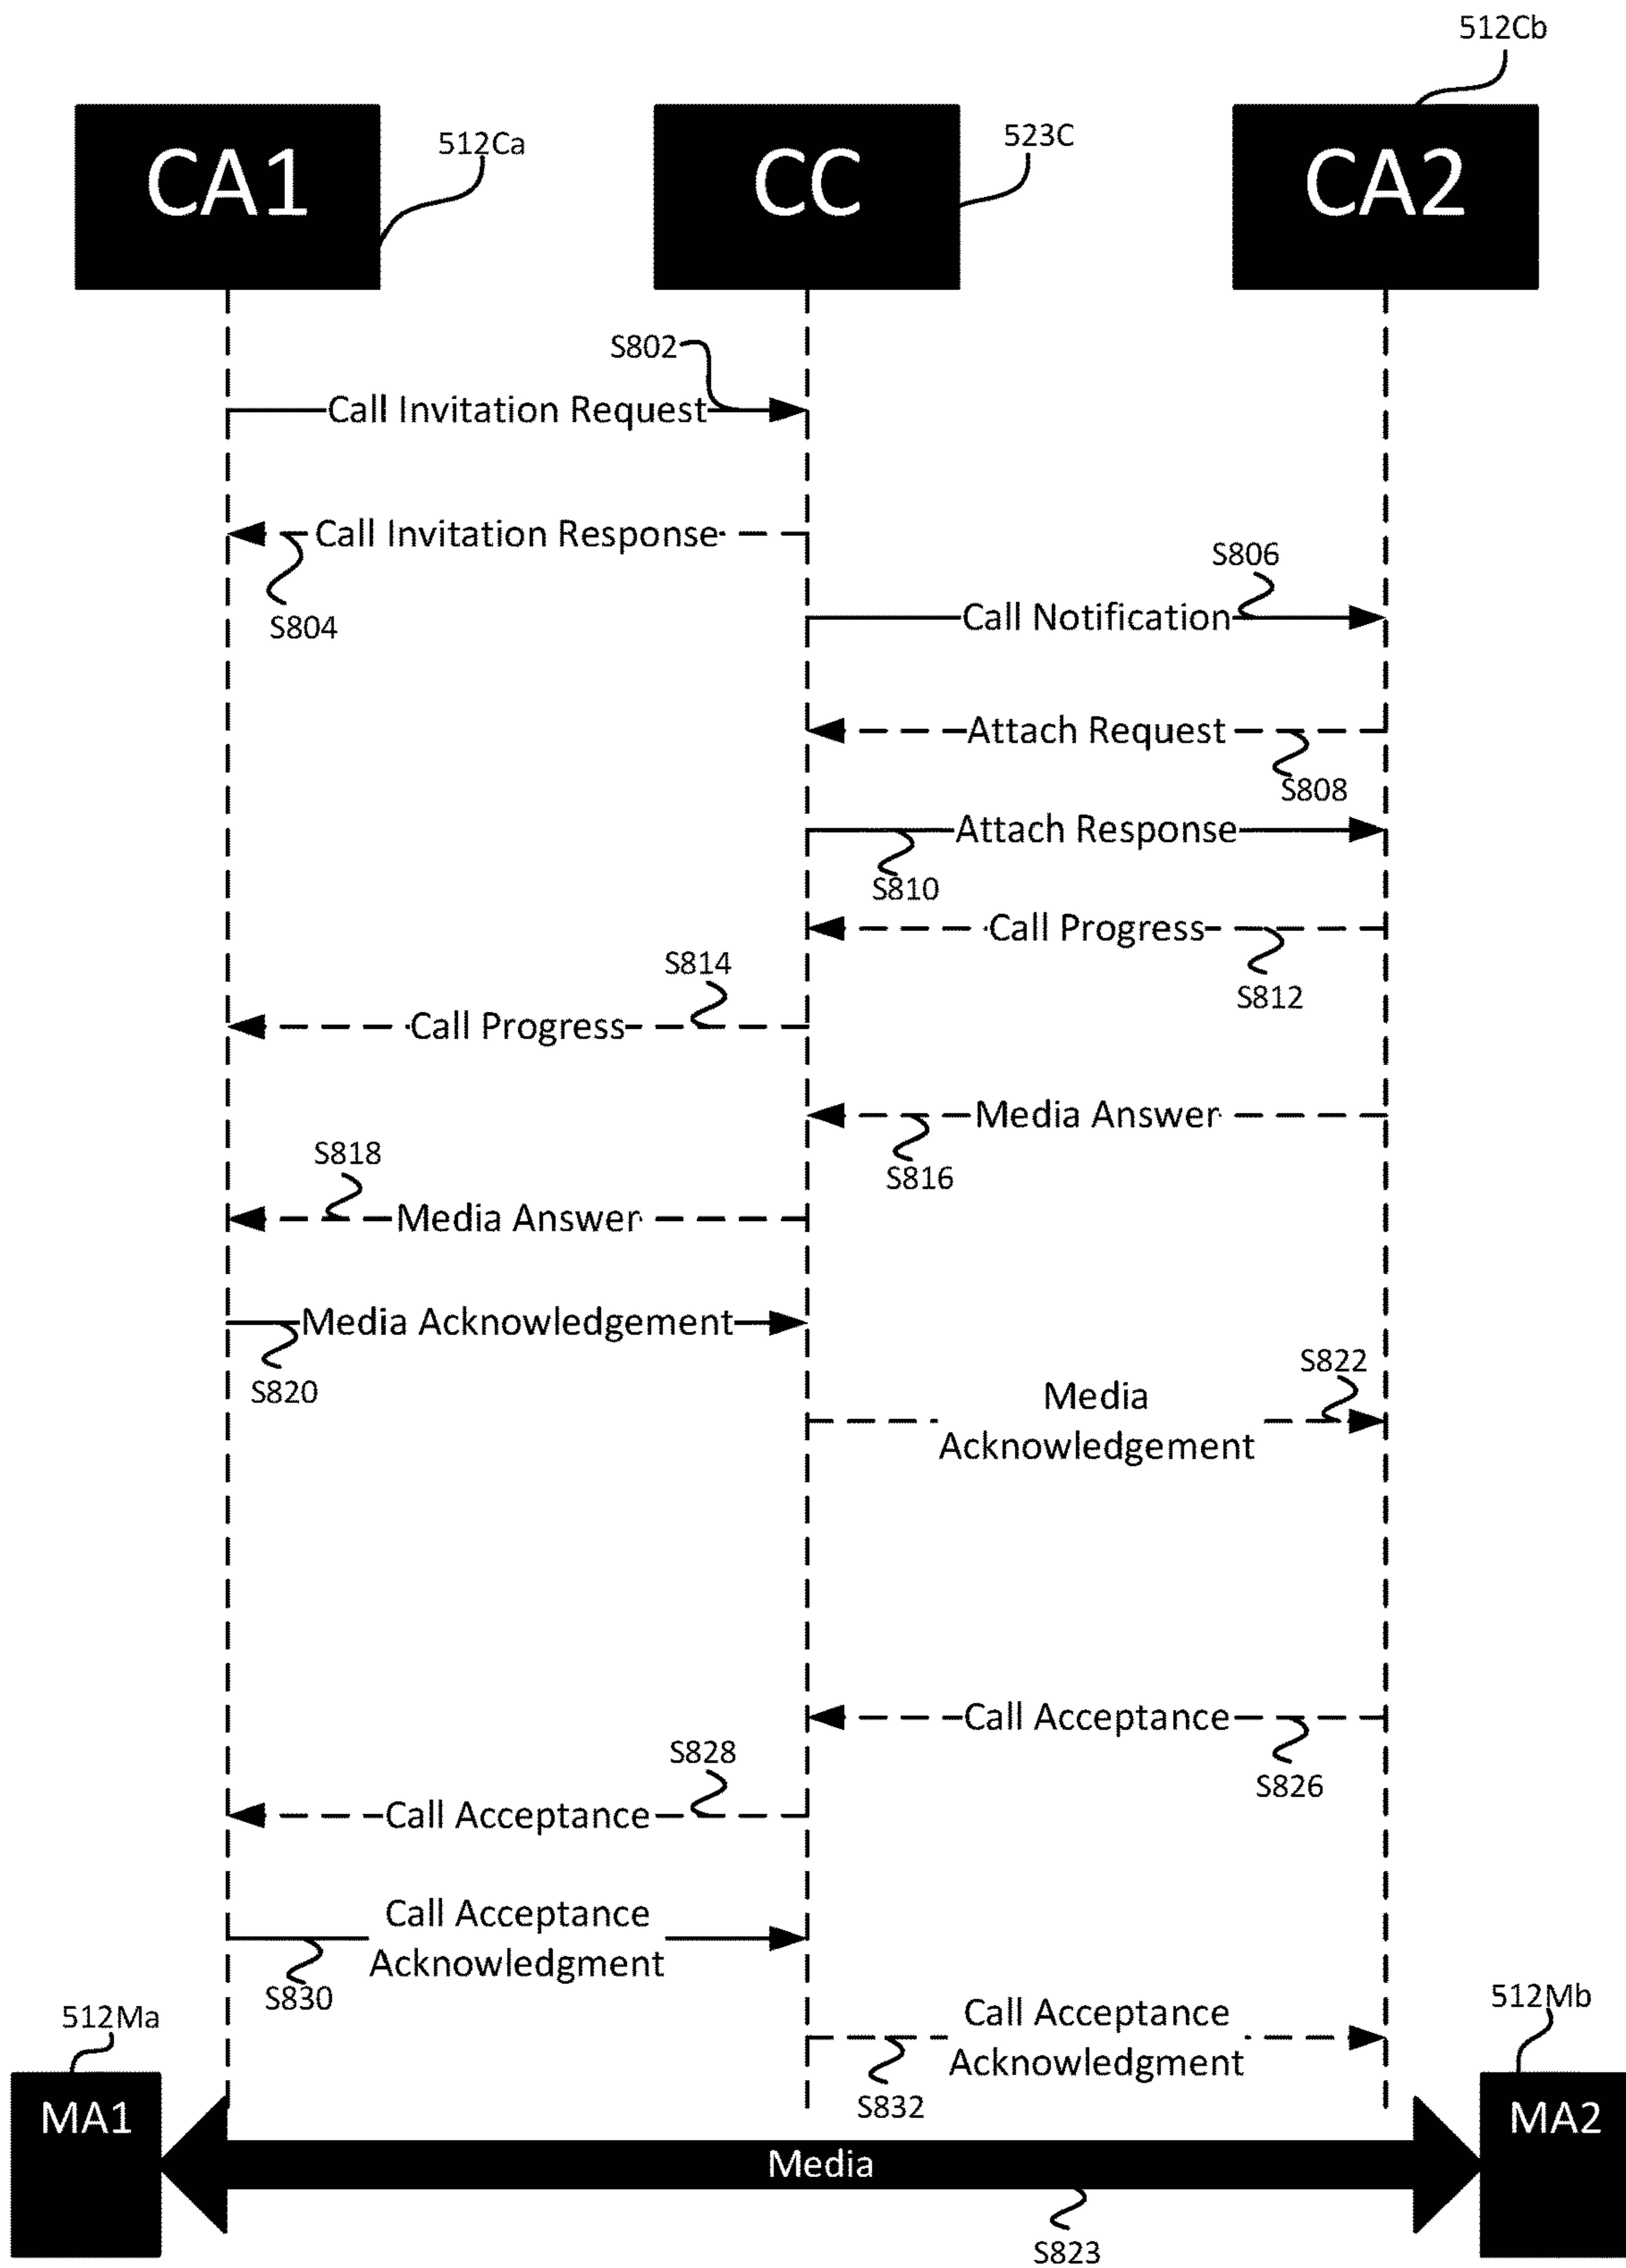 512Cb
512Ca
523C
CA1
CC
CA2
S802
Call Invitation Request
Call Invitation Response
S804
S806
Call Notification
Attach Request
S808
Attach Response
S810
Call Progress
S812
S814
Call Progress
Media Answer
S816
S818
Media Answer
Media Acknowledgement
S820
S822
Media
Acknowledgement
Call Acceptance
S826
S828
Call Acceptance
Call Acceptance
Acknowledgment
S830
Call Acceptance
Acknowledgment
S832
512Ma
512Mb
MA1
MA2
Media
S823